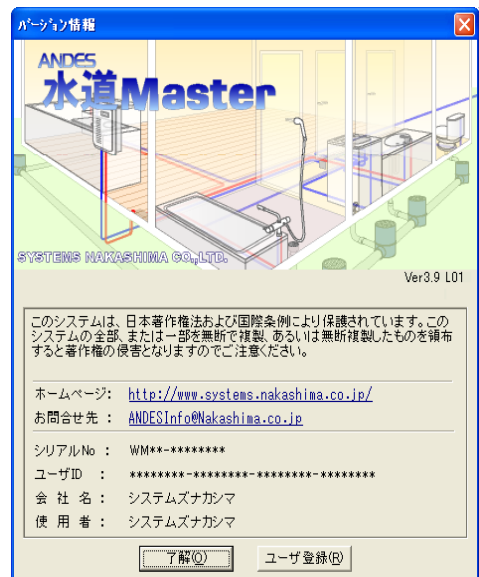 バージョン情報
ANDES
水道Master
SYSTEMS NAKASHIMA CO.,LTD.
Ver3.9 L01
このシステムは、日本著作権法および国際条例により保護されています。この
システムの全部、または一部を無断で複製、あるいは無断複製したものを頒布
すると著作権の侵害となりますのでご注意ください。
ホームページ: http://www.systems.nakashima.co.jp/
お問合せ先 : ANDESInfo@Nakashima.co.jp
シリアルNo : WM**-********
ユーザID : ********-********-********-********
会 社 名 : システムズナカシマ
使 用 者 : システムズナカシマ
了解(O) ユーザ登録(R)